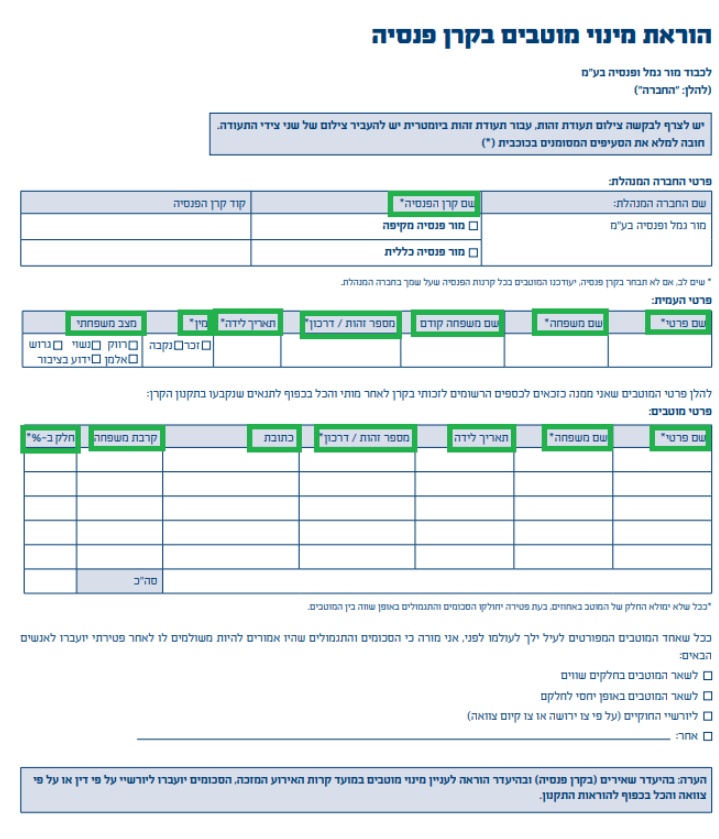 הוראת מינוי מוטבים בקרן פנסיה
לכבוד מור גמל ופנסיה בע"מ
(להלן: "החברה")
יש לצרף לבקשה צילום תעודת זהות, עבור תעודת זהות ביומטרית יש להעביר צילום של שני צידי התעודה.
חובה למלא את הסעיפים המסומנים בכוכבית (*)
פרטי החברה המנהלת:
שם החברה המנהלת: שם קרן הפנסיה* קוד קרן הפנסיה
מור גמל ופנסיה בע"מ ☐ מור פנסיה מקיפה
☐ מור פנסיה כללית
* שים לב, אם לא תבחר בקרן פנסיה, יעודכנו המוטבים בכל קרנות הפנסיה שעל שמך בחברה המנהלת.
פרטי העמית:
שם פרטי* שם משפחה* שם משפחה קודם מספר זהות / דרכון* תאריך לידה* מין* מצב משפחתי
☐ זכר ☐ נקבה ☐ רווק ☐ נשוי ☐ גרוש
☐ אלמן ☐ ידוע בציבור
להלן פרטי המוטבים שאני ממנה כזכאים לכספים הרשומים לזכותי בקרן לאחר מותי והכל בכפוף לתנאים שנקבעו בתקנון הקרן:
פרטי מוטבים:
שם פרטי* שם משפחה* תאריך לידה מספר זהות / דרכון* כתובת קרבת משפחה חלק ב-%*
סה"כ
*ככל שלא ימולא החלק של המוטב באחוזים, בעת פטירה יחולקו הסכומים והתגמולים באופן שווה בין המוטבים.
ככל שאחד המוטבים המפורטים לעיל ילך לעולמו לפני, אני מורה כי הסכומים והתגמולים שהיו אמורים להיות משולמים לו לאחר פטירתי יועברו לאנשים
הבאים:
☐ לשאר המוטבים בחלקים שווים
☐ לשאר המוטבים באופן יחסי לחלקם
☐ ליורשיי החוקיים (על פי צו ירושה או צו קיום צוואה)
☐ אחר:
הערה: בהיעדר שאירים (בקרן פנסיה) ובהיעדר הוראה לעניין מינוי מוטבים במועד קרות האירוע המזכה, הסכומים יועברו ליורשיי על פי דין או על פי
צוואה והכל בכפוף להוראות התקנון.